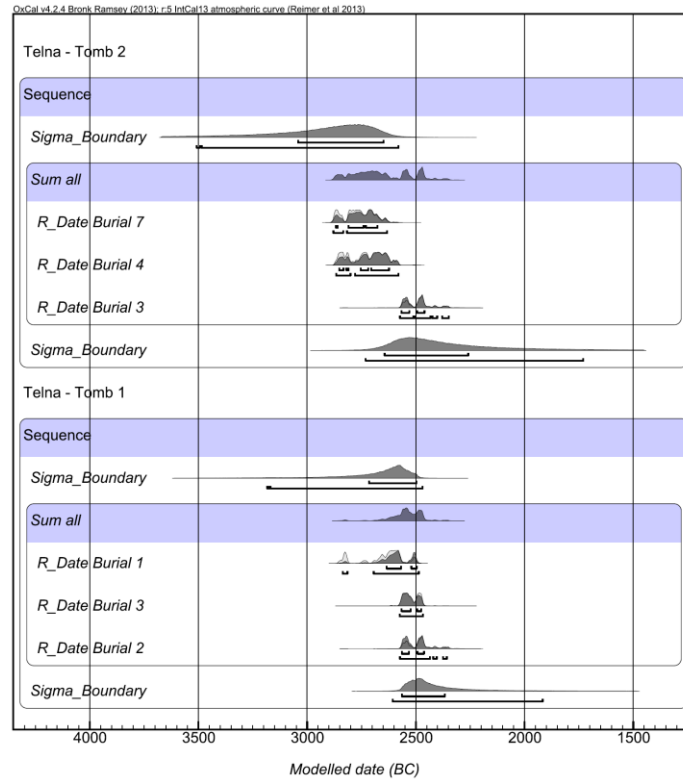 OxCal v4.2.4 Bronk Ramsey (2013); r:5 IntCal13 atmospheric curve (Reimer et al 2013)
Telna - Tomb 2
Sequence
Sigma_Boundary
Sum all
R_Date Burial 7
R_Date Burial 4
R_Date Burial 3
Sigma_Boundary
Telna - Tomb 1
Sequence
Sigma_Boundary
Sum all
R_Date Burial 1
R_Date Burial 3
R_Date Burial 2
Sigma_Boundary
4000 3500 3000 2500 2000 1500
Modelled date (BC)